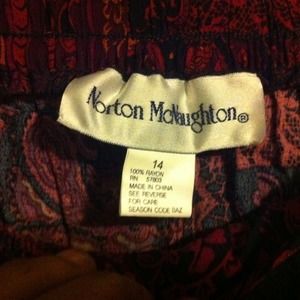 Norton McNaughton®
14
100% RAYON
RN 57803
MADE IN CHINA
SEE REVERSE
FOR CARE
SEASON CODE BAZ